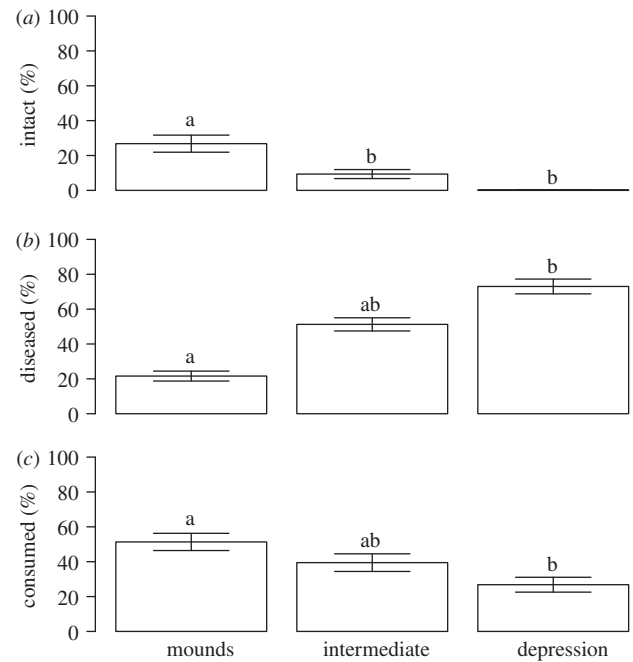 (a) 100
80
60
40
20
0
intact (%)
a
b
b
(b) 100
80
60
40
20
0
diseased (%)
a
ab
b
(c) 100
80
60
40
20
0
consumed (%)
a
ab
b
mounds intermediate depression